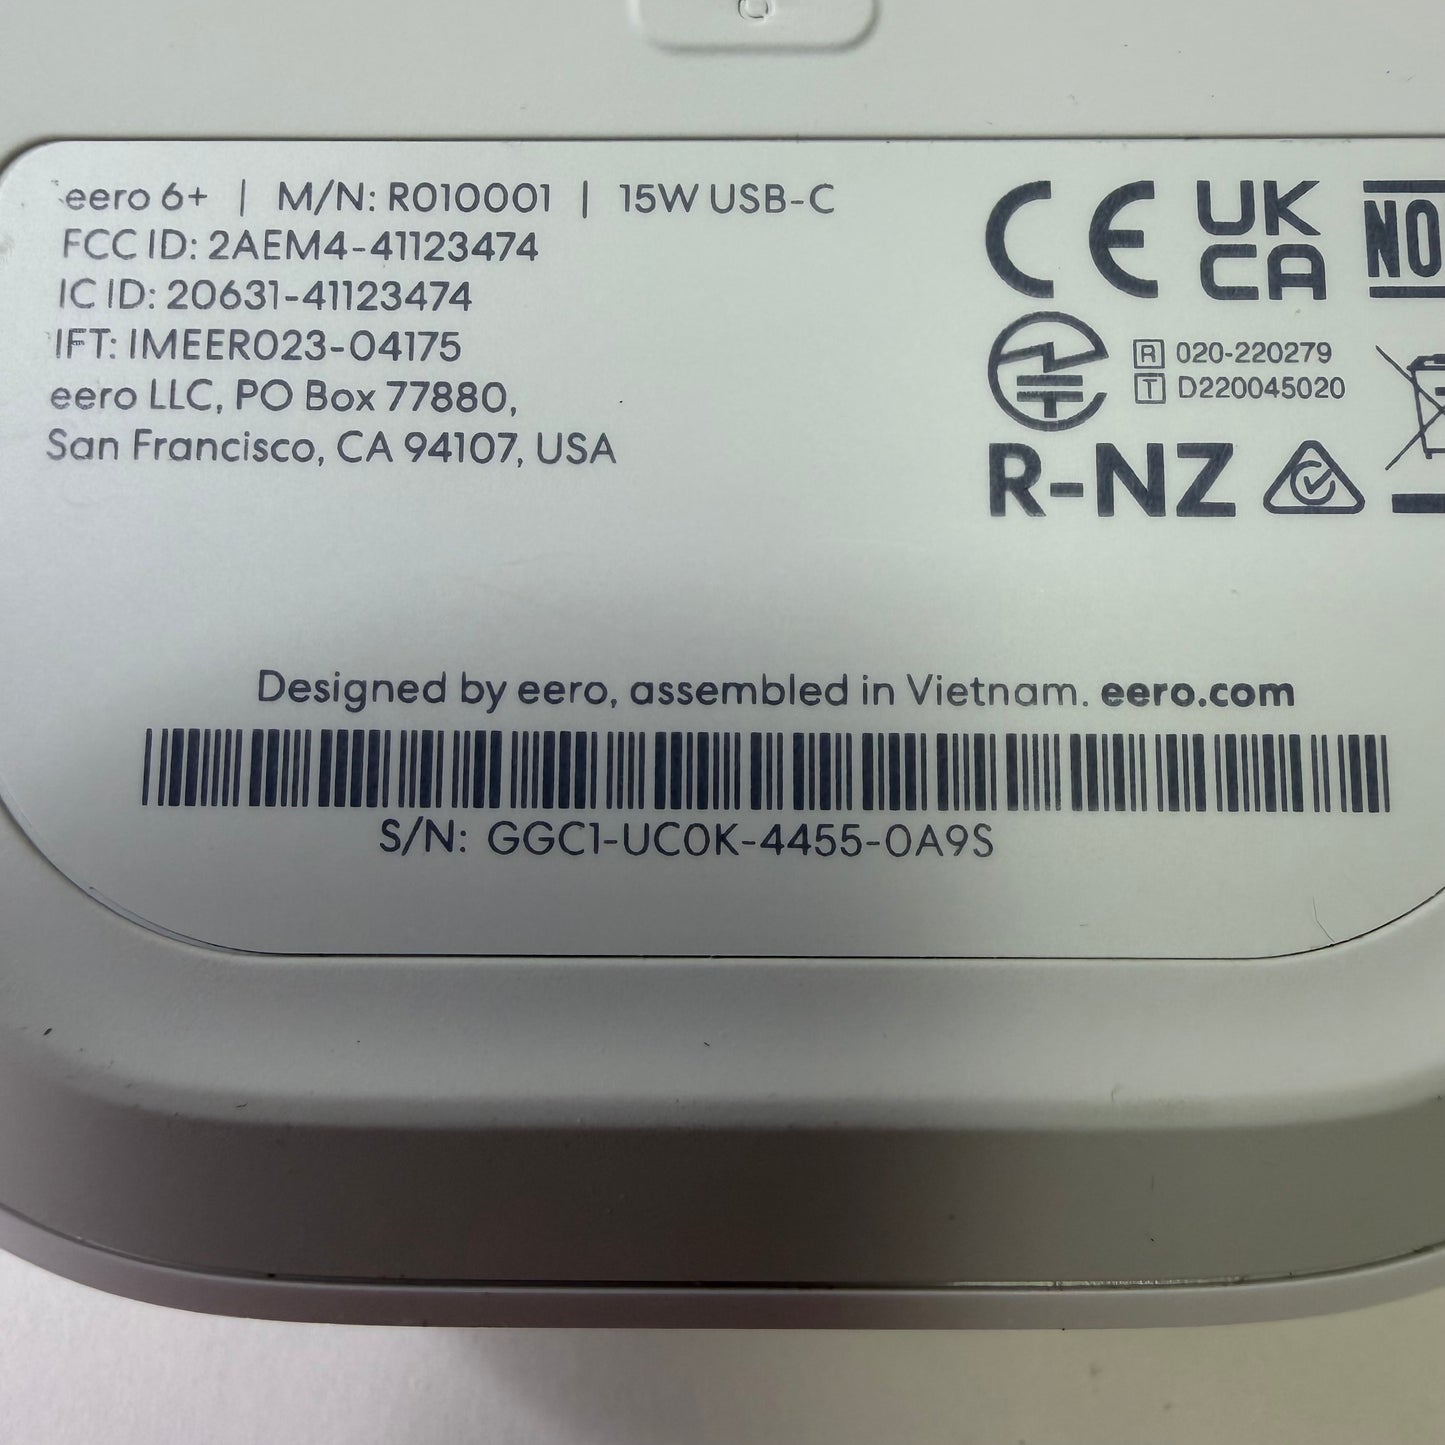 eero 6+ | M/N: R010001 | 15W USB-C
FCC ID: 2AEM4-41123474
IC ID: 20631-41123474
IFT: IMEER023-04175
eero LLC, PO Box 77880,
San Francisco, CA 94107, USA
CE UK CA NO
R 020-220279
T D220045020
R-NZ
Designed by eero, assembled in Vietnam. eero.com
S/N: GGC1-UC0K-4455-0A9S